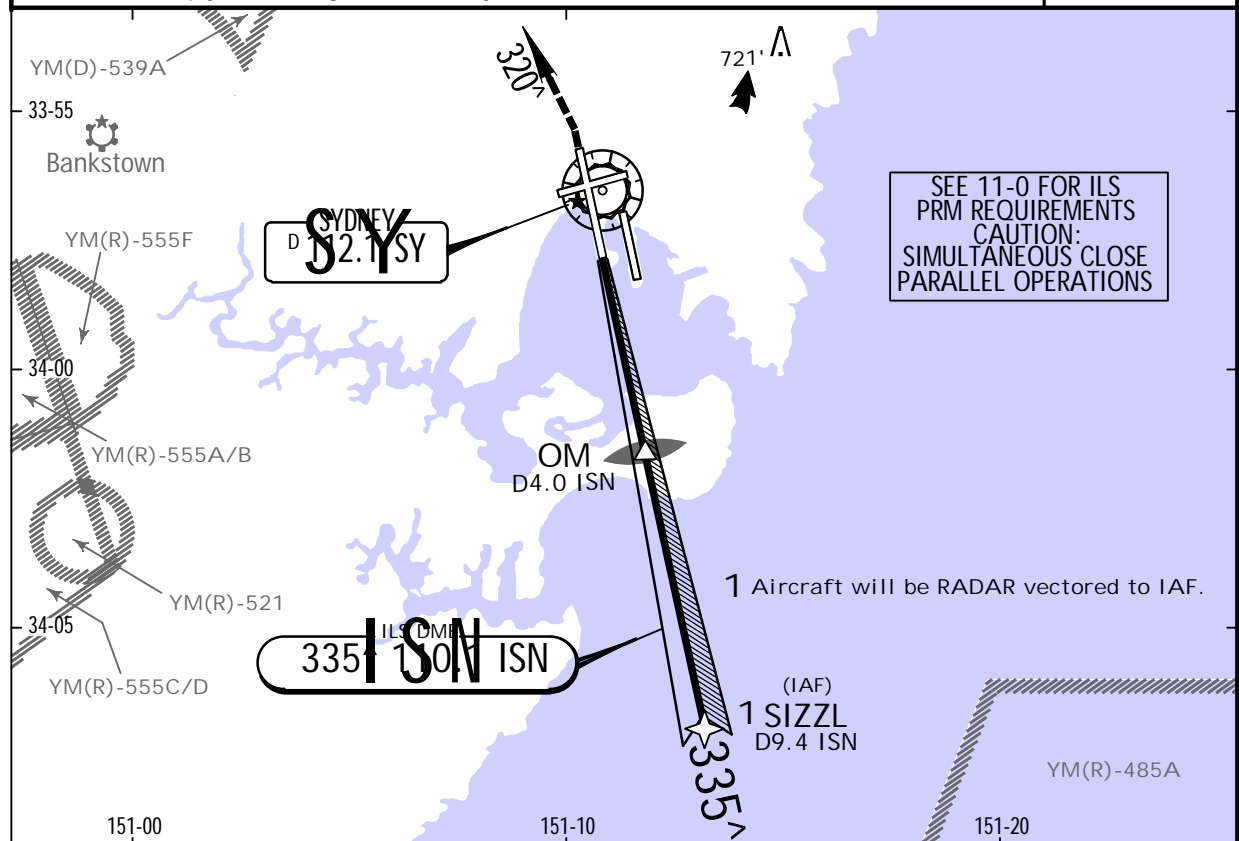 320^
721'
YM(D)-539A
33-55
Bankstown
SEE 11-0 FOR ILS
PRM REQUIREMENTS
CAUTION:
SIMULTANEOUS CLOSE
PARALLEL OPERATIONS
SYDNEY
D 112.1 SY
S Y
YM(R)-555F
34-00
YM(R)-555A/B
OM
D4.0 ISN
1 Aircraft will be RADAR vectored to IAF.
YM(R)-521
34-05
ILS DME
335^ 110.1 ISN
I S N
YM(R)-555C/D
(IAF)
1 SIZZL
D9.4 ISN
335^
YM(R)-485A
151-00
151-10
151-20